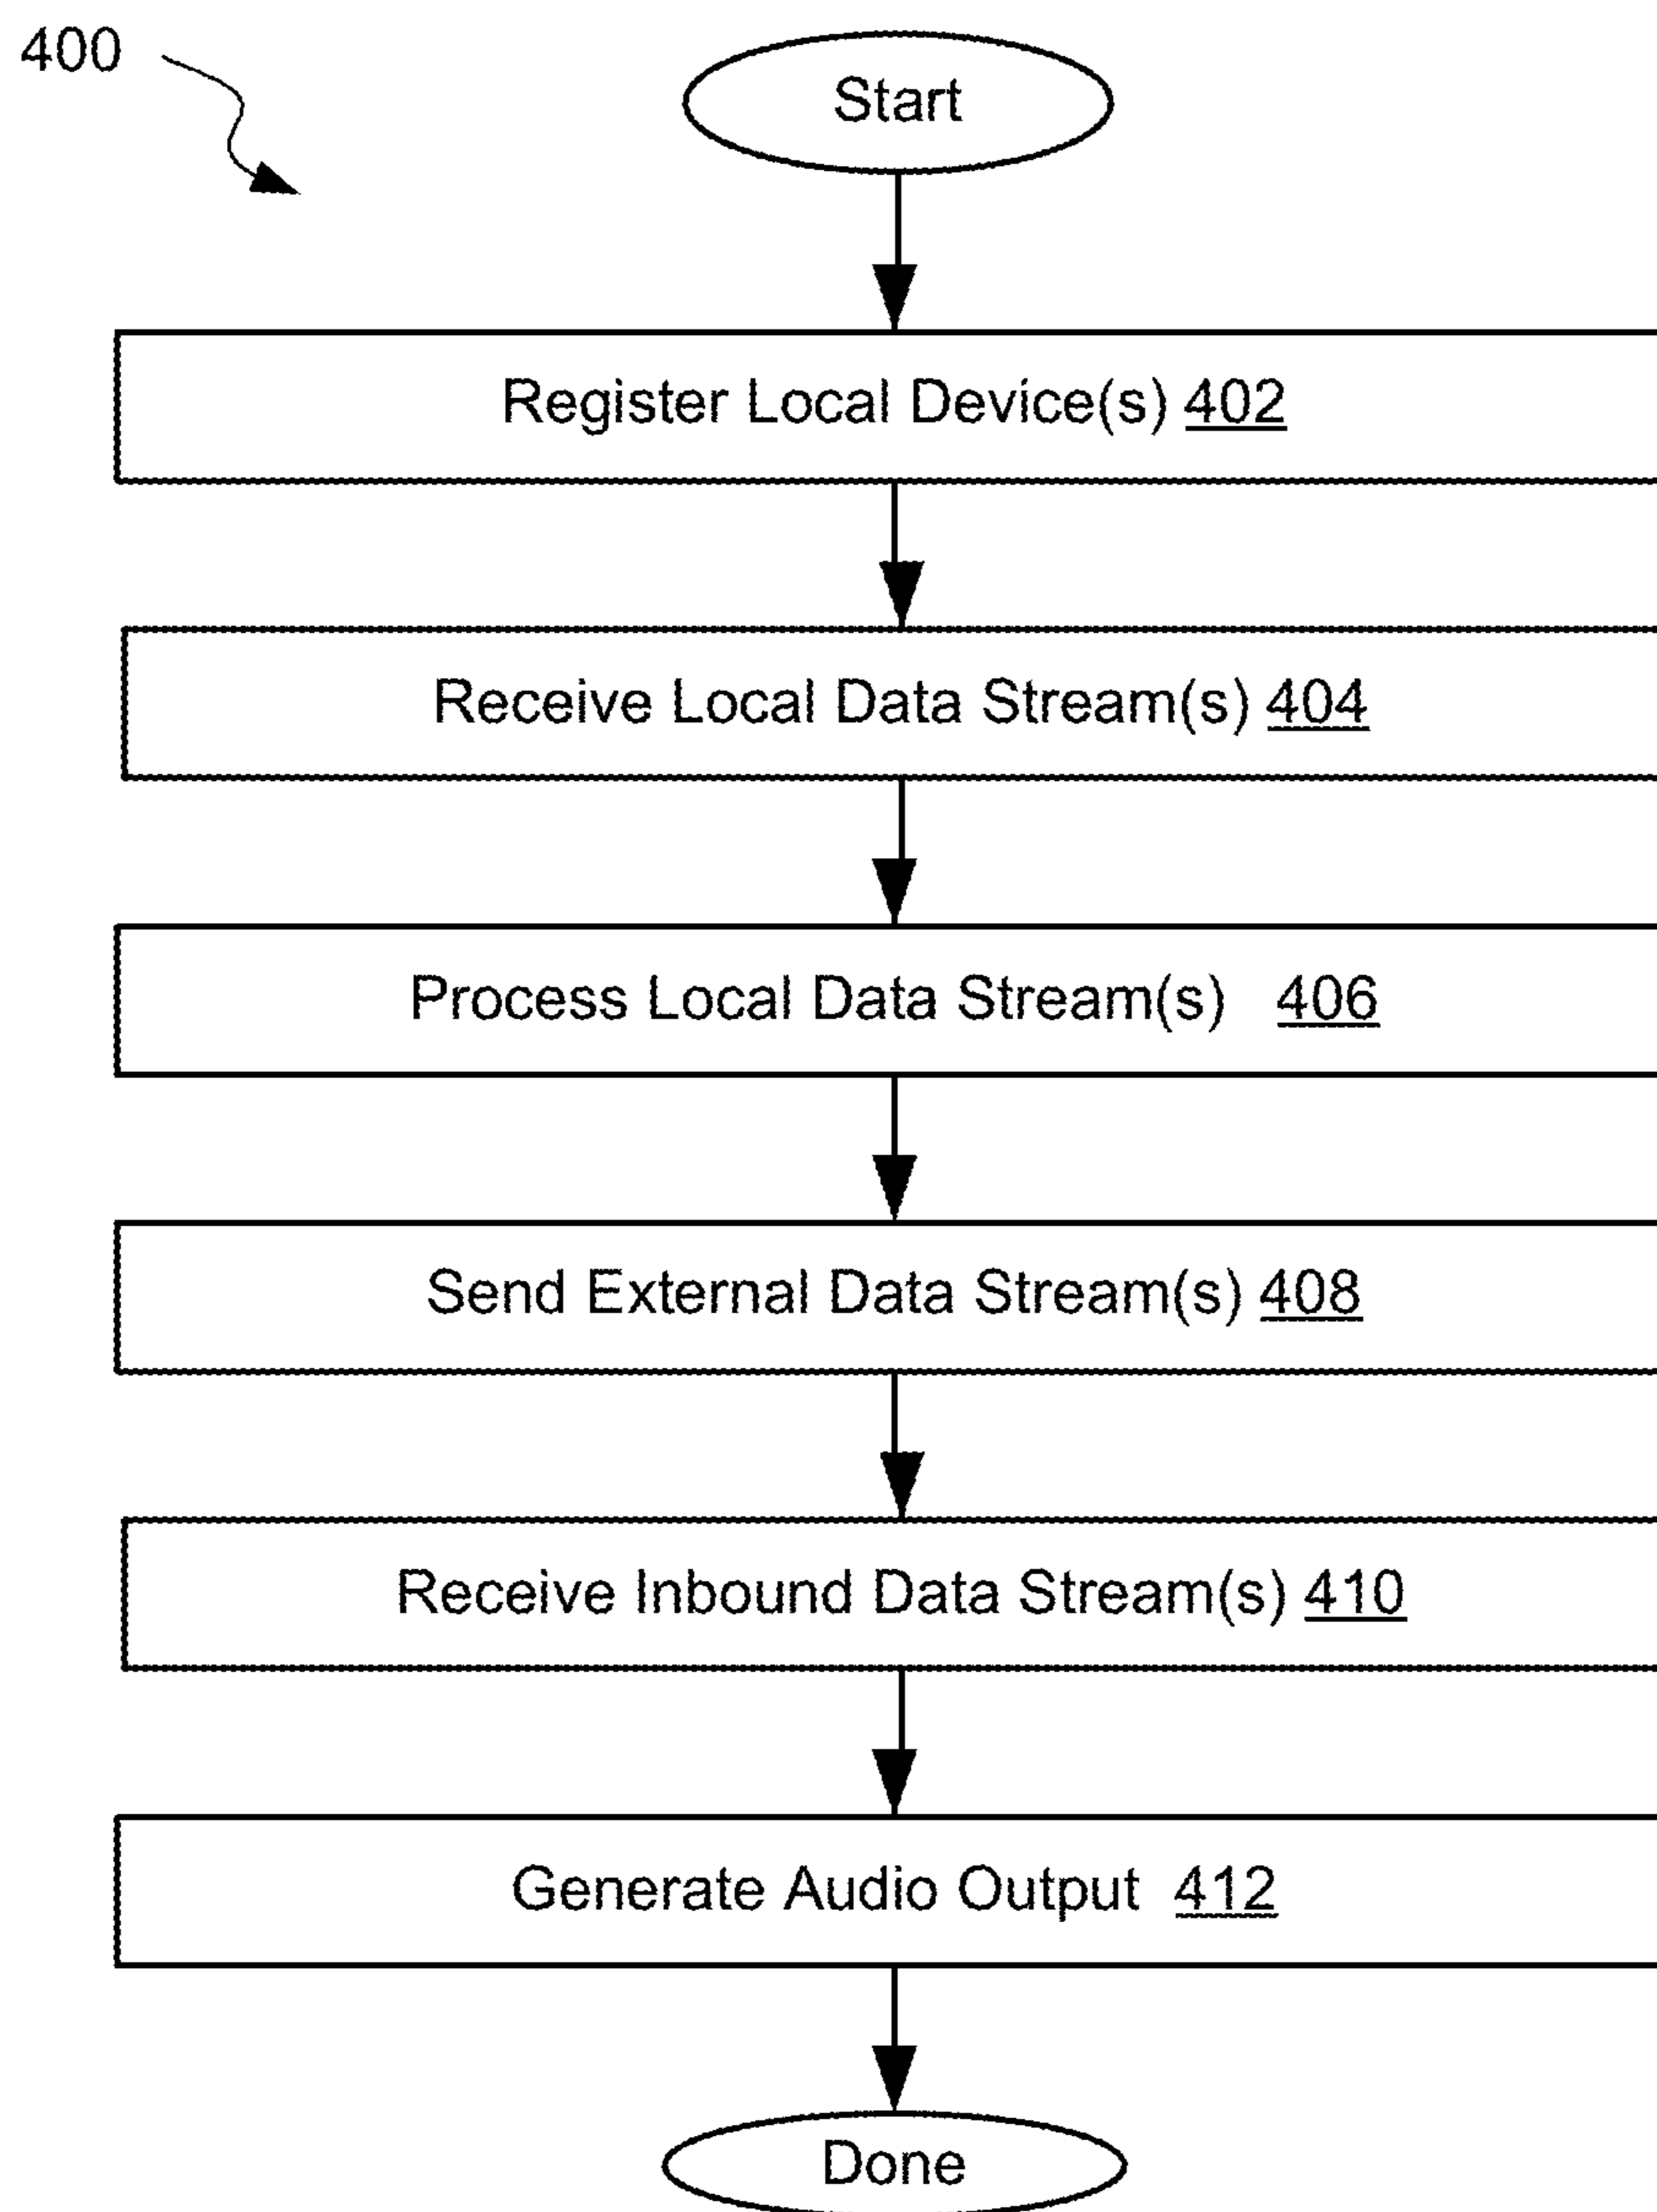 400
Start
Register Local Device(s) 402
Receive Local Data Stream(s) 404
Process Local Data Stream(s) 406
Send External Data Stream(s) 408
Receive Inbound Data Stream(s) 410
Generate Audio Output 412
Done